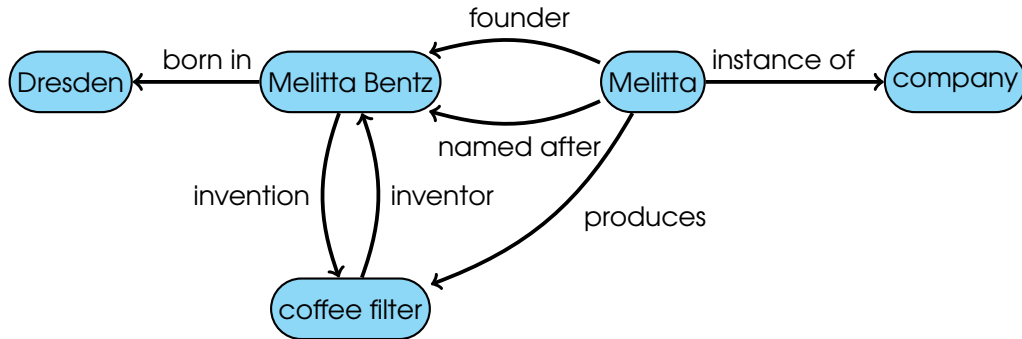 founder
born in
instance of
Dresden
Melitta Bentz
Melitta
company
named after
invention
inventor
produces
coffee filter